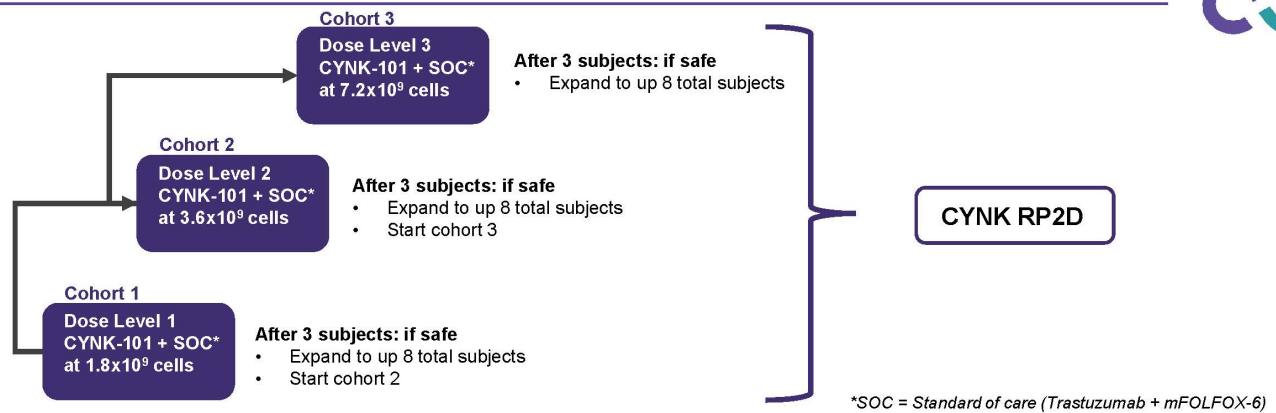 Cohort 3
Dose Level 3
CYNK-101 + SOC*
at 7.2x10⁹ cells
After 3 subjects: if safe
• Expand to up 8 total subjects
Cohort 2
Dose Level 2
CYNK-101 + SOC*
at 3.6x10⁹ cells
After 3 subjects: if safe
• Expand to up 8 total subjects
• Start cohort 3
CYNK RP2D
Cohort 1
Dose Level 1
CYNK-101 + SOC*
at 1.8x10⁹ cells
After 3 subjects: if safe
• Expand to up 8 total subjects
• Start cohort 2
*SOC = Standard of care (Trastuzumab + mFOLFOX-6)